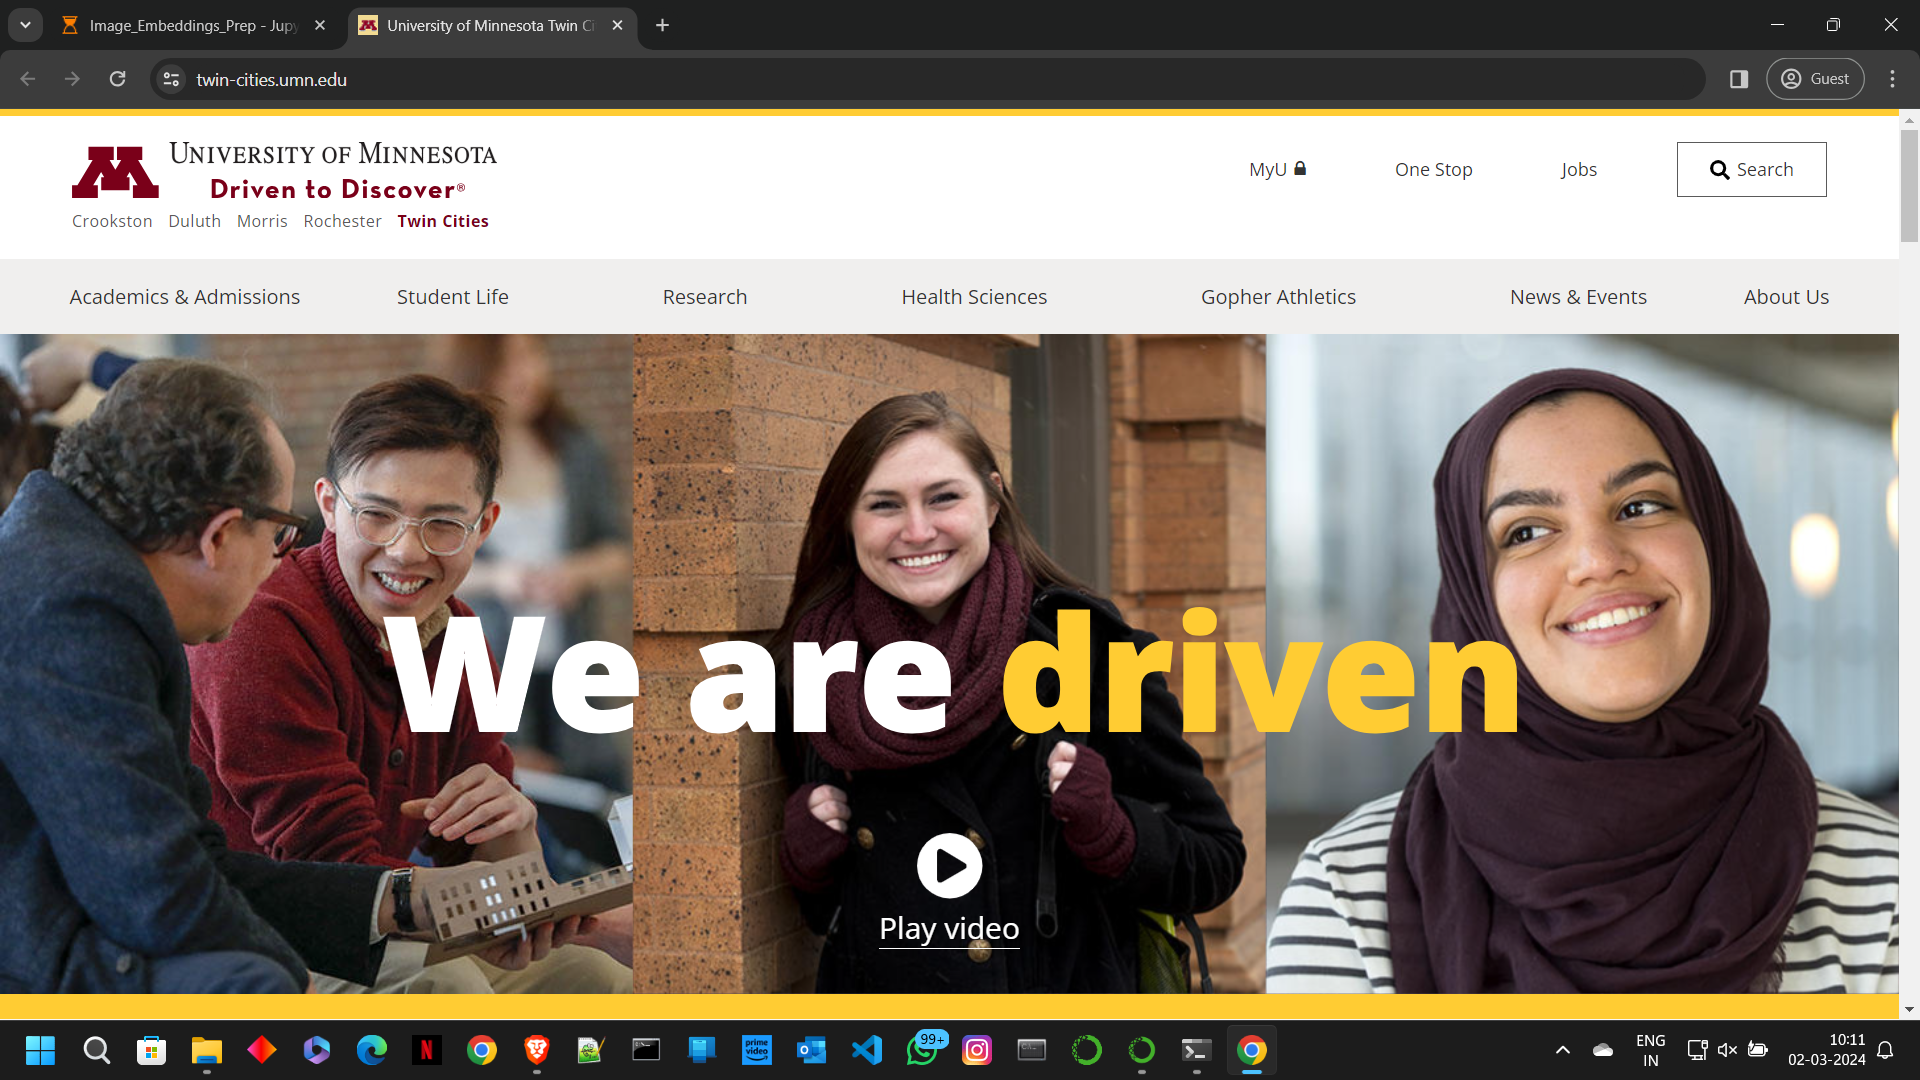 Image_Embeddings_Prep - Jupy
University of Minnesota Twin Ci
twin-cities.umn.edu
Guest
UNIVERSITY OF MINNESOTA
Driven to Discover®
Crookston Duluth Morris Rochester Twin Cities
MyU One Stop Jobs Search
Academics & Admissions Student Life Research Health Sciences Gopher Athletics News & Events About Us
We are driven
Play video
prime video
99+
ENG
IN
10:11
02-03-2024